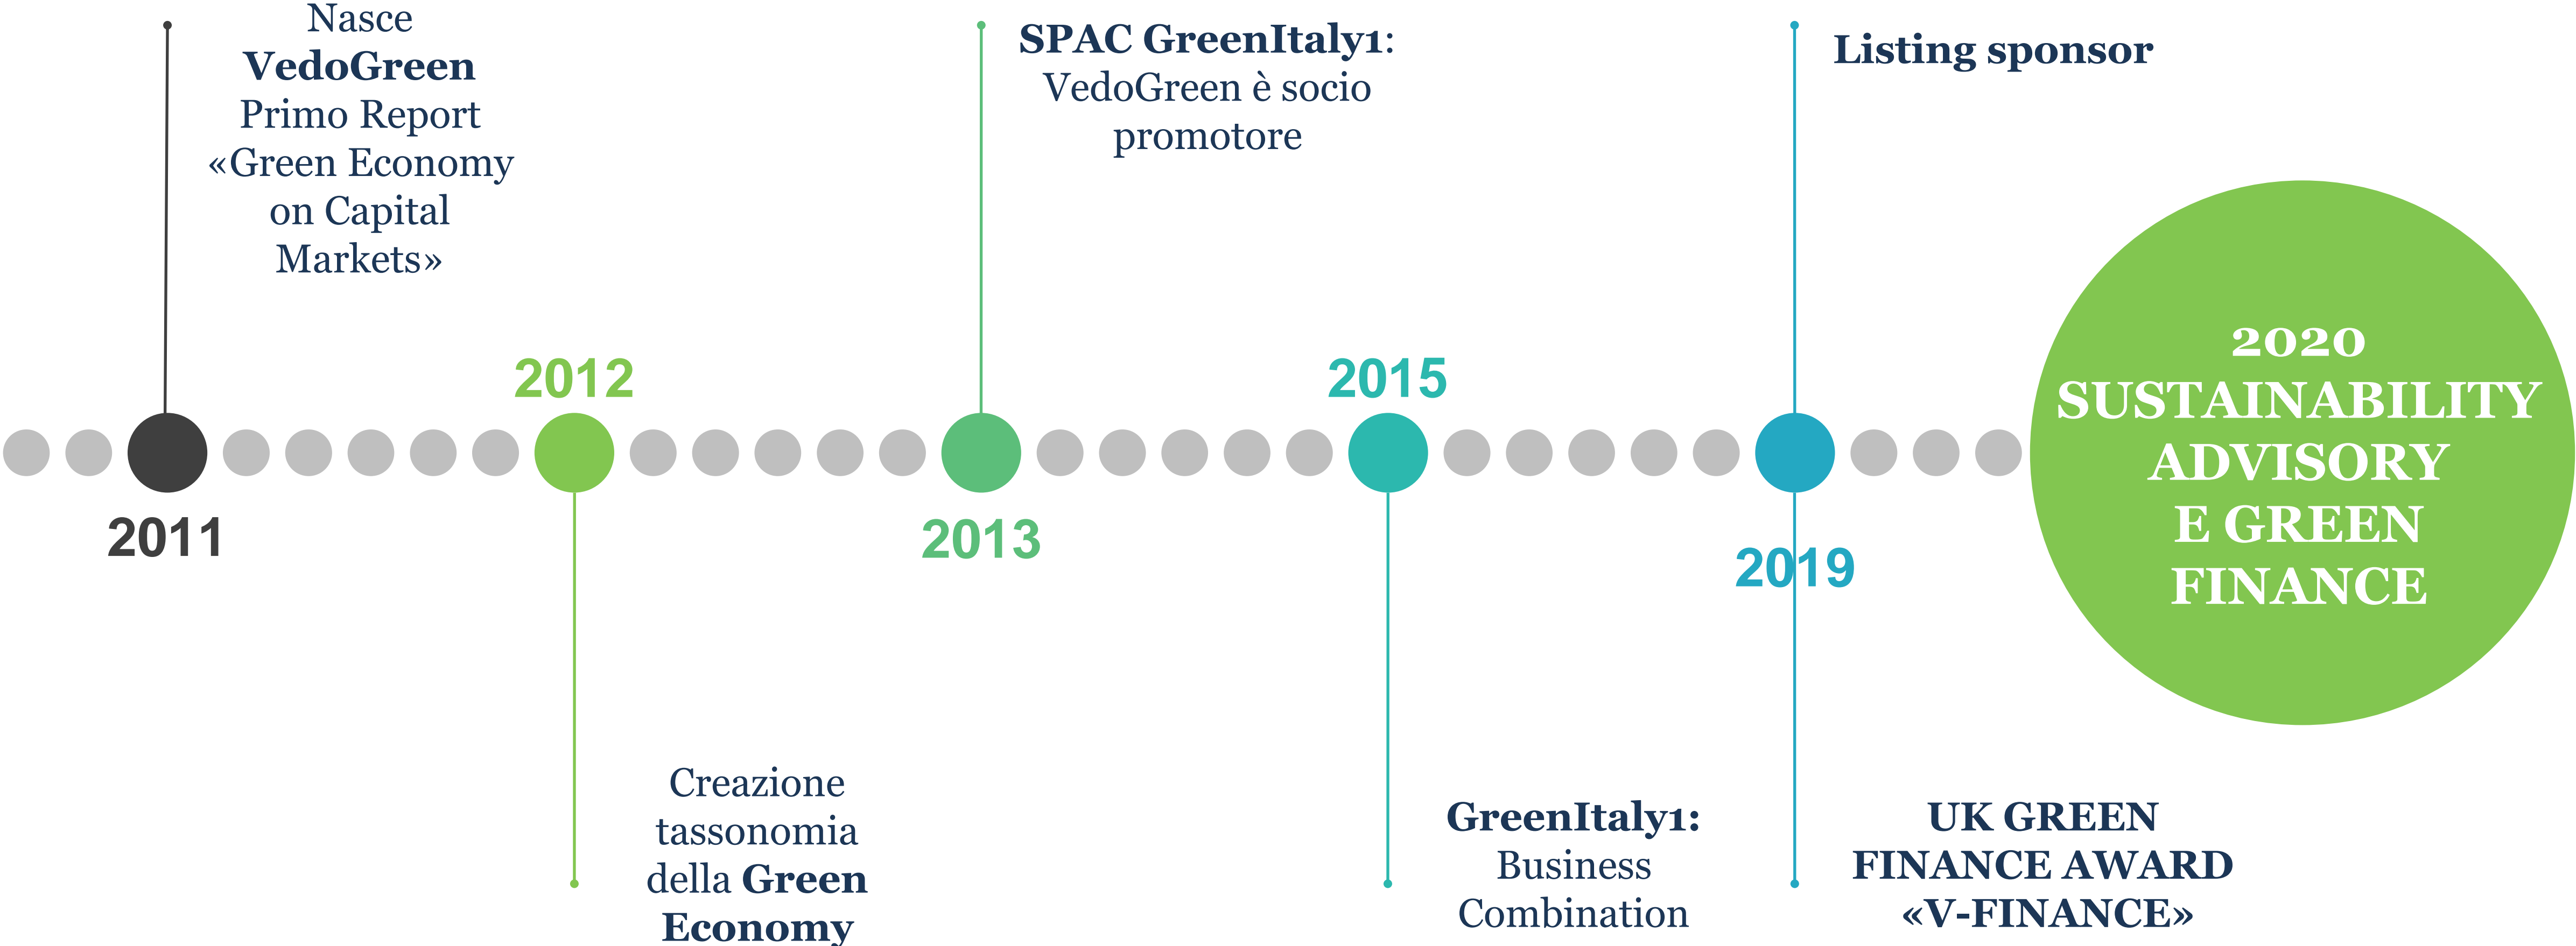 Nasce
VedoGreen
Primo Report
«Green Economy
on Capital
Markets»
2011
2012
Creazione
tassonomia
della Green
Economy
SPAC GreenItaly1:
VedoGreen è socio
promotore
2013
2015
GreenItaly1:
Business
Combination
Listing sponsor
2019
UK GREEN
FINANCE AWARD
«V-FINANCE»
2020
SUSTAINABILITY
ADVISORY
E GREEN
FINANCE